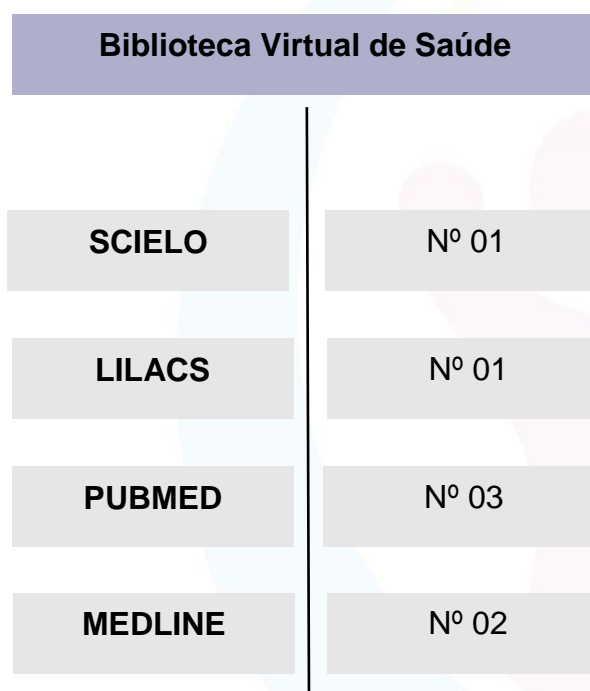 Biblioteca Virtual de Saúde
SCIELO
Nº 01
LILACS
Nº 01
PUBMED
Nº 03
MEDLINE
Nº 02